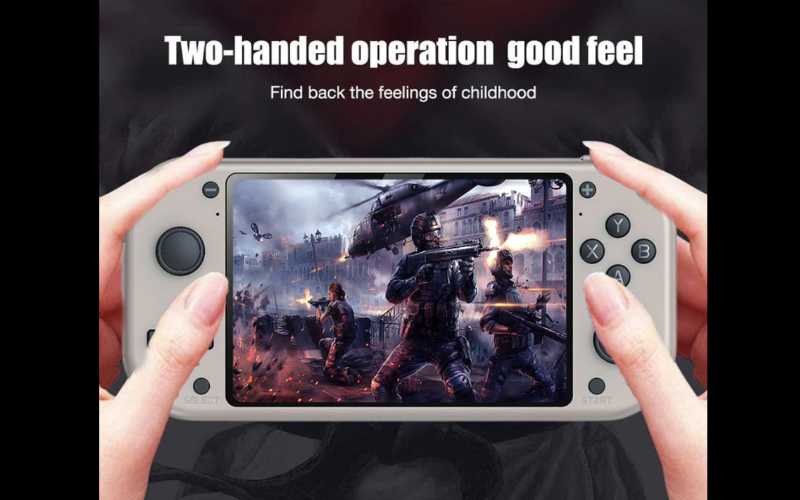 Two-handed operation good feel
Find back the feelings of childhood
Y
X B
A
SELECT
START